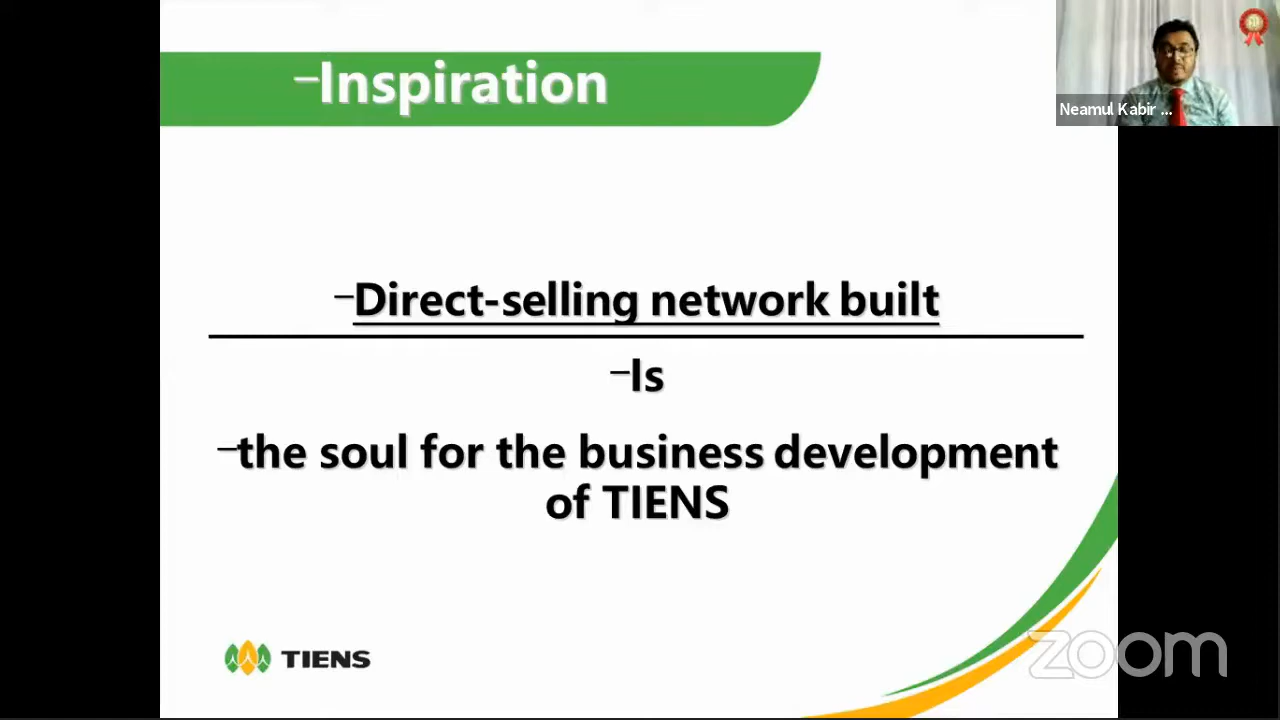 –Inspiration
Neamul Kabir ...
–Direct-selling network built
–Is
–the soul for the business development
of TIENS
TIENS
zoom